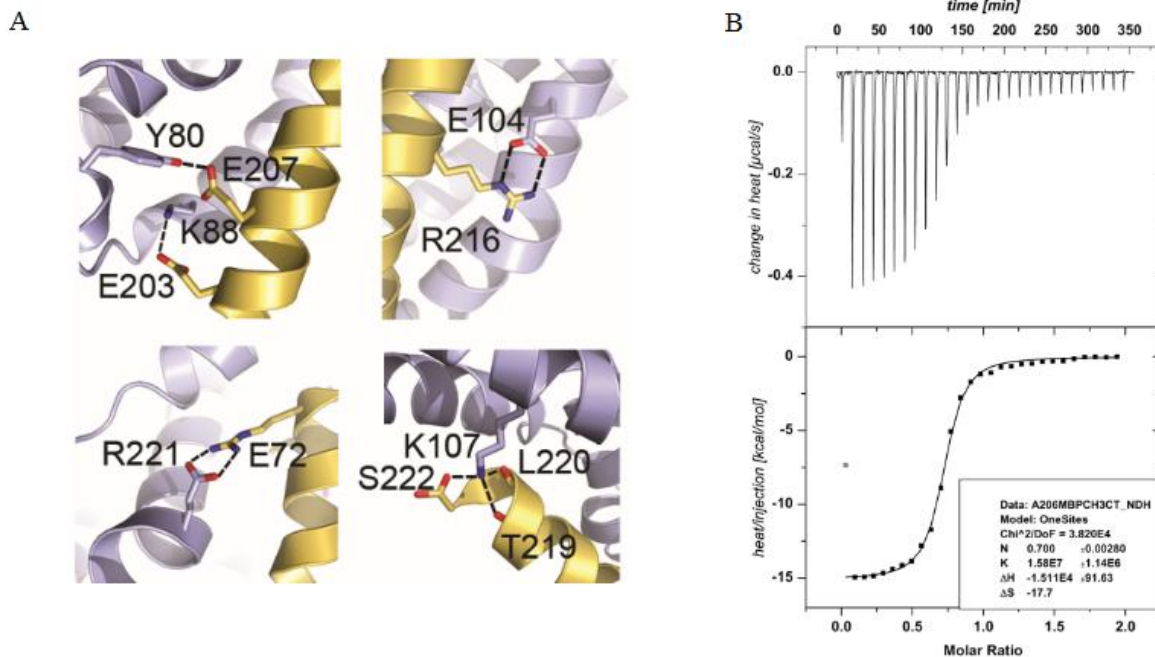 A
Y80
E207
K88
E203
E104
R216
R221
E72
K107
L220
S222
T219
B
time [min]
0 50 100 150 200 250 300 350
0.0
-0.2
-0.4
change in heat [µcal/s]
0
-5
-10
-15
heat/injection [kcal/mol]
Data: A206MBPCH3CT_NDH
Model: OneSites
Chi^2/DoF = 3.820E4
N 0.700 ±0.00280
K 1.58E7 ±1.14E6
ΔH -1.511E4 ±91.63
ΔS -17.7
0.0 0.5 1.0 1.5 2.0
Molar Ratio